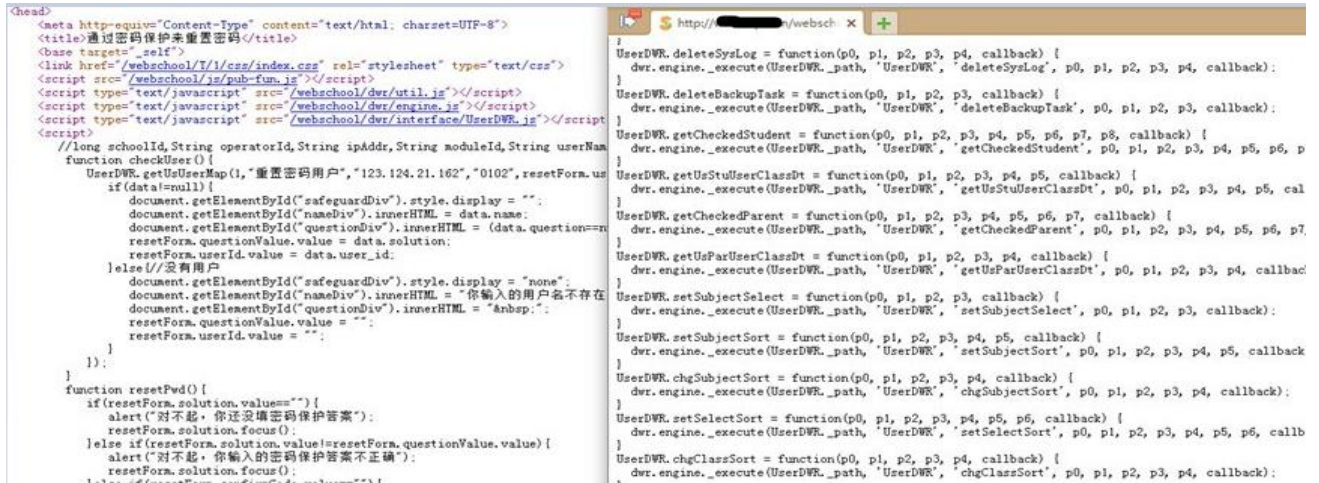 <head>
<meta http-equiv="Content-Type" content="text/html; charset=UTF-8">
<title>通过密码保护来重置密码</title>
<base target="_self">
<link href="/webschool/T/1/css/index.css" rel="stylesheet" type="text/css">
<script src="/webschool/js/pub-fun.js"></script>
<script type="text/javascript" src="/webschool/dwr/util.js"></script>
<script type="text/javascript" src="/webschool/dwr/engine.js"></script>
<script type="text/javascript" src="/webschool/dwr/interface/UserDWR.js"></script
<script>
//long schoolId,String operatorId,String ipAddr,String moduleId,String userNam
function checkUser(){
UserDWR.getUsUserMap(1,"重置密码用户","123.124.21.162","0102",resetForm.us
if(data!=null){
document.getElementById("safeguardDiv").style.display = "";
document.getElementById("nameDiv").innerHTML = data.name;
document.getElementById("questionDiv").innerHTML = (data.question==n
resetForm.questionValue.value = data.solution;
resetForm.userId.value = data.user_id;
}else{//没有用户
document.getElementById("safeguardDiv").style.display = "none";
document.getElementById("nameDiv").innerHTML = "你输入的用户名不存在
document.getElementById("questionDiv").innerHTML = "&nbsp;";
resetForm.questionValue.value = "";
resetForm.userId.value = "";
}
});
}
function resetPwd(){
if(resetForm.solution.value==""){
alert("对不起，你还没填密码保护答案");
resetForm.solution.focus();
}else if(resetForm.solution.value!=resetForm.questionValue.value){
alert("对不起，你输入的密码保护答案不正确");
resetForm.solution.focus();
http:// n/websch × +
}
UserDWR.deleteSysLog = function(p0, p1, p2, p3, p4, callback) {
dwr.engine._execute(UserDWR._path, 'UserDWR', 'deleteSysLog', p0, p1, p2, p3, p4, callback);
}
UserDWR.deleteBackupTask = function(p0, p1, p2, p3, p4, callback) {
dwr.engine._execute(UserDWR._path, 'UserDWR', 'deleteBackupTask', p0, p1, p2, p3, p4, callback);
}
UserDWR.getCheckedStudent = function(p0, p1, p2, p3, p4, p5, p6, p7, p8, callback) {
dwr.engine._execute(UserDWR._path, 'UserDWR', 'getCheckedStudent', p0, p1, p2, p3, p4, p5, p6, p
}
UserDWR.getUsStuUserClassDt = function(p0, p1, p2, p3, p4, p5, callback) {
dwr.engine._execute(UserDWR._path, 'UserDWR', 'getUsStuUserClassDt', p0, p1, p2, p3, p4, p5, cal
}
UserDWR.getCheckedParent = function(p0, p1, p2, p3, p4, p5, p6, p7, callback) {
dwr.engine._execute(UserDWR._path, 'UserDWR', 'getCheckedParent', p0, p1, p2, p3, p4, p5, p6, p7,
}
UserDWR.getUsParUserClassDt = function(p0, p1, p2, p3, p4, callback) {
dwr.engine._execute(UserDWR._path, 'UserDWR', 'getUsParUserClassDt', p0, p1, p2, p3, p4, callbac
}
UserDWR.setSubjectSelect = function(p0, p1, p2, p3, callback) {
dwr.engine._execute(UserDWR._path, 'UserDWR', 'setSubjectSelect', p0, p1, p2, p3, callback);
}
UserDWR.setSubjectSort = function(p0, p1, p2, p3, p4, p5, callback) {
dwr.engine._execute(UserDWR._path, 'UserDWR', 'setSubjectSort', p0, p1, p2, p3, p4, p5, callback
}
UserDWR.chgSubjectSort = function(p0, p1, p2, p3, p4, callback) {
dwr.engine._execute(UserDWR._path, 'UserDWR', 'chgSubjectSort', p0, p1, p2, p3, p4, callback);
}
UserDWR.setSelectSort = function(p0, p1, p2, p3, p4, p5, p6, callback) {
dwr.engine._execute(UserDWR._path, 'UserDWR', 'setSelectSort', p0, p1, p2, p3, p4, p5, p6, callb
}
UserDWR.chgClassSort = function(p0, p1, p2, p3, p4, callback) {
dwr.engine._execute(UserDWR._path, 'UserDWR', 'chgClassSort', p0, p1, p2, p3, p4, callback);